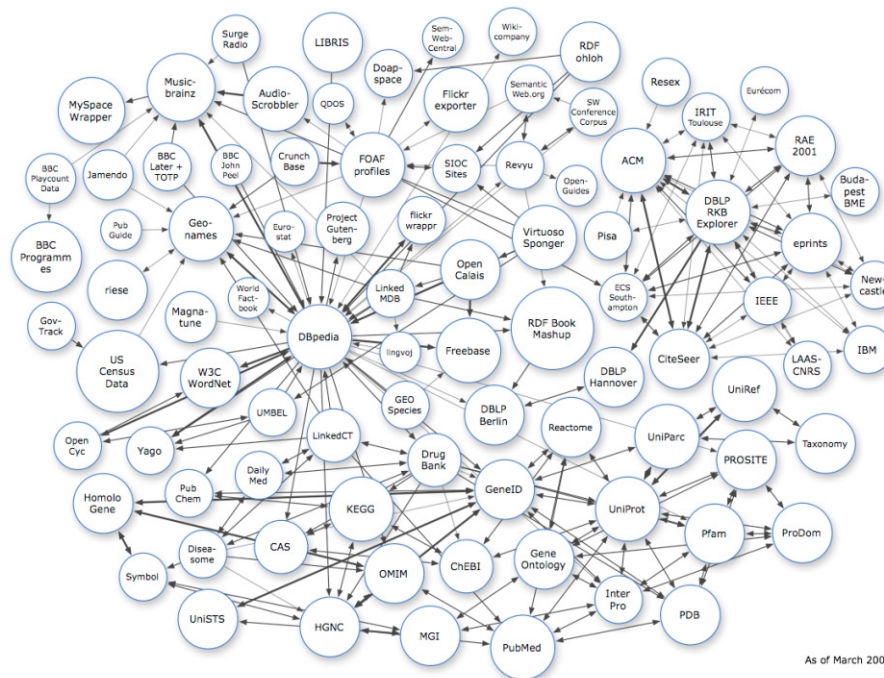 Surge
Radio
LIBRIS
Sem-
Web-
Central
Wiki-
company
RDF
ohloh
Music-
brainz
Doap-
space
MySpace
Wrapper
Audio-
Scrobbler
QDOS
Flickr
exporter
Semantic
Web.org
SW
Conference
Corpus
Resex
IRIT
Toulouse
Eurécom
RAE
2001
ACM
BBC
Playcount
Data
Jamendo
BBC
Later +
TOTP
BBC
John
Peel
Crunch
Base
FOAF
profiles
SIOC
Sites
Revyu
Open-
Guides
DBLP
RKB
Explorer
Buda-
pest
BME
Pub
Guide
Geo-
names
Euro-
stat
Project
Guten-
berg
flickr
wrappr
Virtuoso
Sponger
Pisa
eprints
BBC
Programm
es
riese
World
Fact-
book
Magna-
tune
Linked
MDB
Open
Calais
ECS
South-
ampton
IEEE
New-
castle
Gov-
Track
US
Census
Data
W3C
WordNet
DBpedia
lingvoj
Freebase
RDF Book
Mashup
DBLP
Hannover
CiteSeer
LAAS-
CNRS
IBM
Open
Cyc
Yago
UMBEL
LinkedCT
GEO
Species
DBLP
Berlin
Reactome
UniParc
UniRef
Taxonomy
PROSITE
Homolo
Gene
Pub
Chem
Daily
Med
Drug
Bank
KEGG
GeneID
UniProt
Pfam
ProDom
Symbol
Disea-
some
CAS
OMIM
ChEBI
Gene
Ontology
Inter
Pro
PDB
UniSTS
HGNC
MGI
PubMed
As of March 200